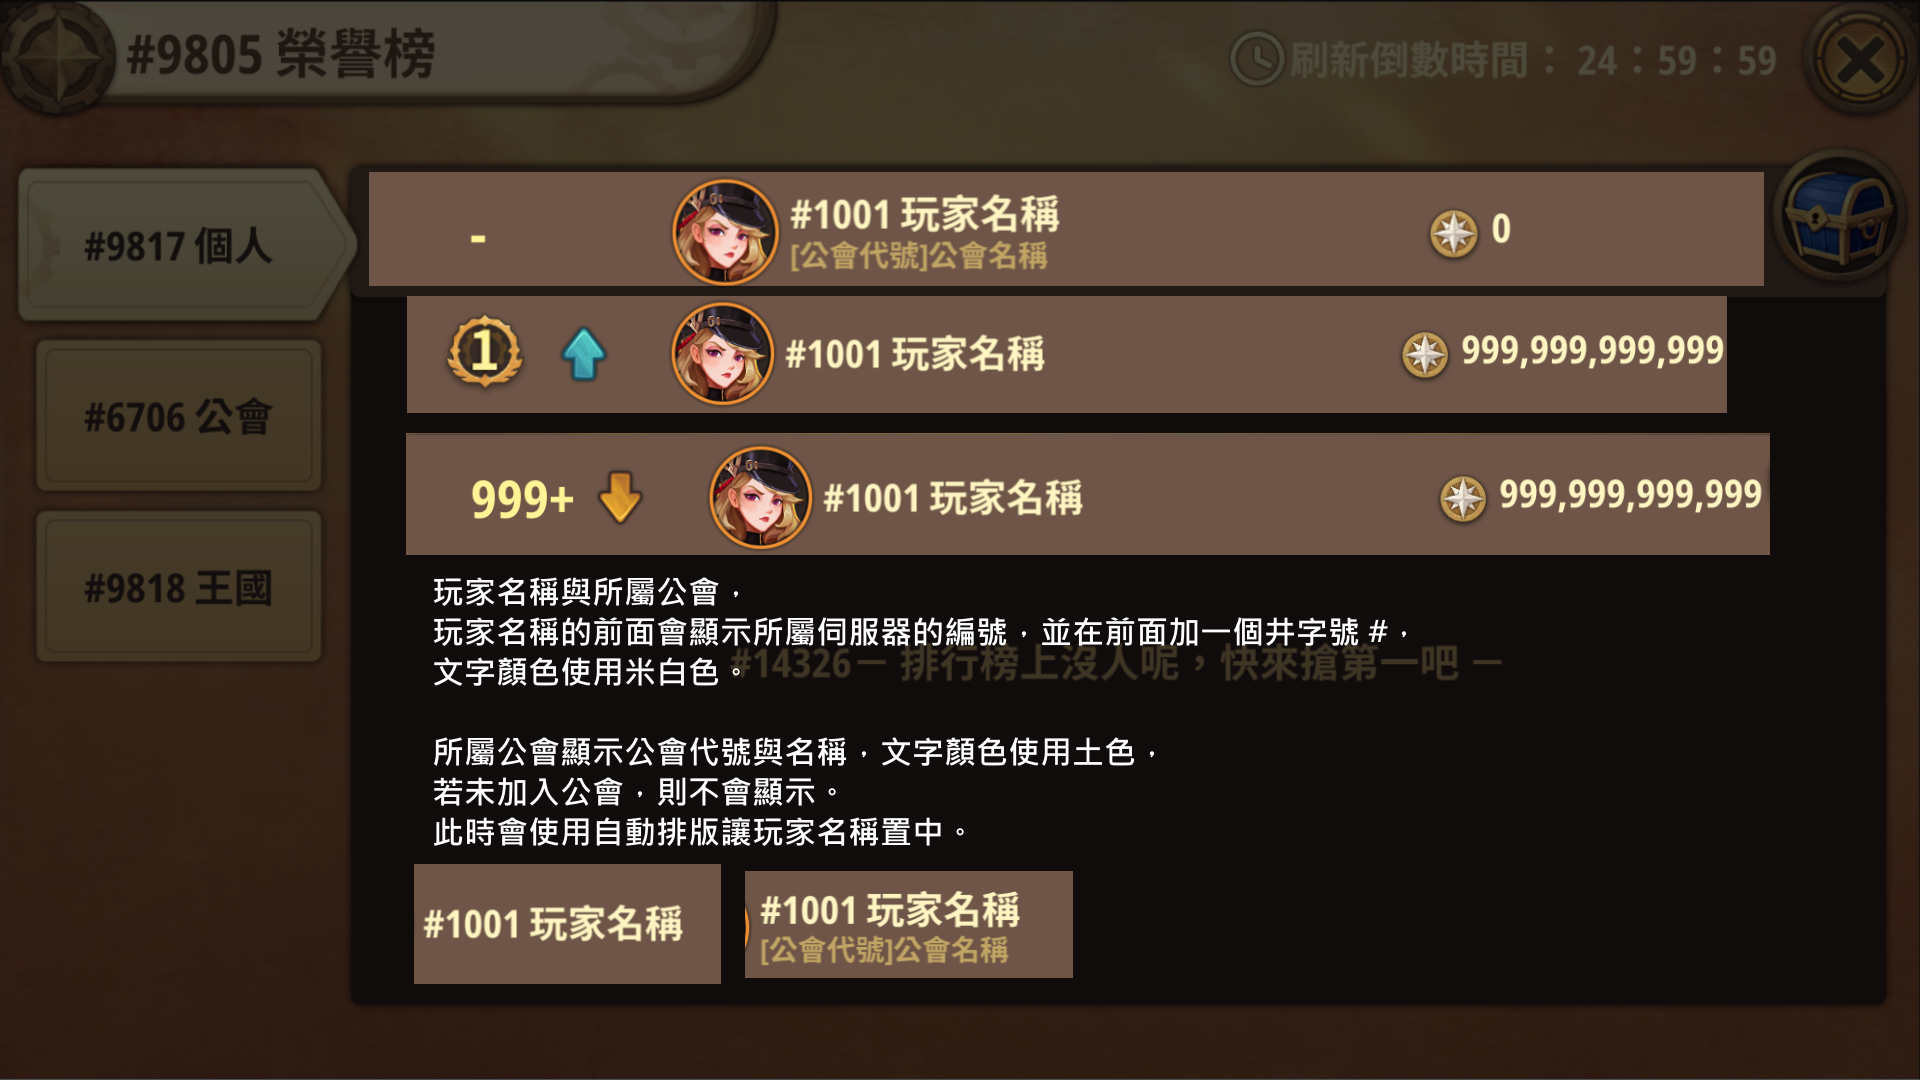 #9805 榮譽榜
刷新倒數時間： 24：59：59
#9817 個人
#6706 公會
#9818 王國
-
#1001 玩家名稱
[公會代號]公會名稱
0
1
#1001 玩家名稱
999,999,999,999
999+
#1001 玩家名稱
999,999,999,999
玩家名稱與所屬公會，
玩家名稱的前面會顯示所屬伺服器的編號，並在前面加一個井字號 #，
文字顏色使用米白色。
#14326－ 排行榜上沒人呢，快來搶第一吧 －
所屬公會顯示公會代號與名稱，文字顏色使用土色，
若未加入公會，則不會顯示。
此時會使用自動排版讓玩家名稱置中。
#1001 玩家名稱
#1001 玩家名稱
[公會代號]公會名稱